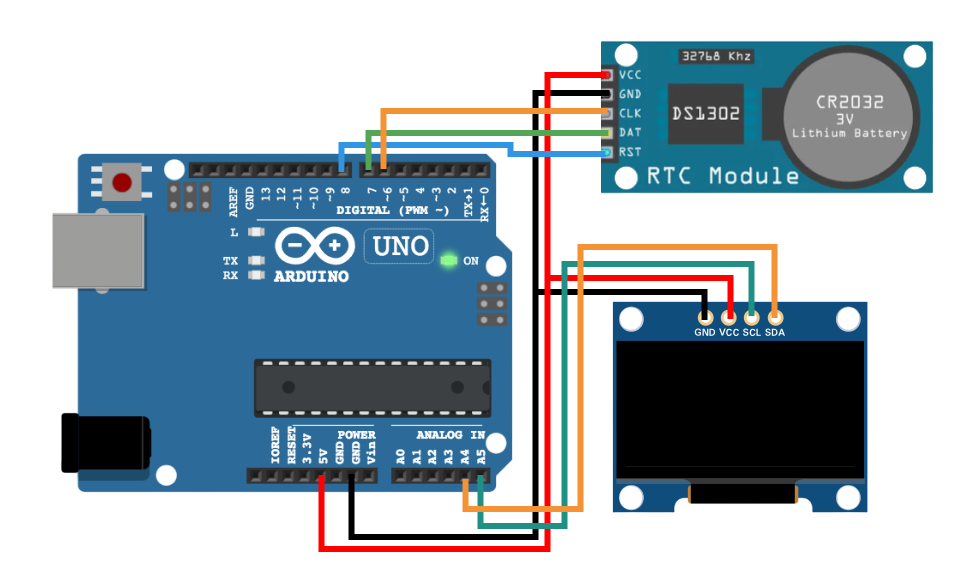 32768 Khz
VCC
GND
CLK
DAT
RST
DS1302
CR2032
3V
Lithium Battery
RTC Module
AREF
GND
13
12
~11
~10
~9
8
7
~6
~5
4
~3
2
TX→1
RX←0
DIGITAL (PWM ~)
L
TX
RX
UNO
ON
ARDUINO
GND VCC SCL SDA
IOREF
RESET
3.3V
5V
GND
GND
Vin
POWER
ANALOG IN
A0
A1
A2
A3
A4
A5